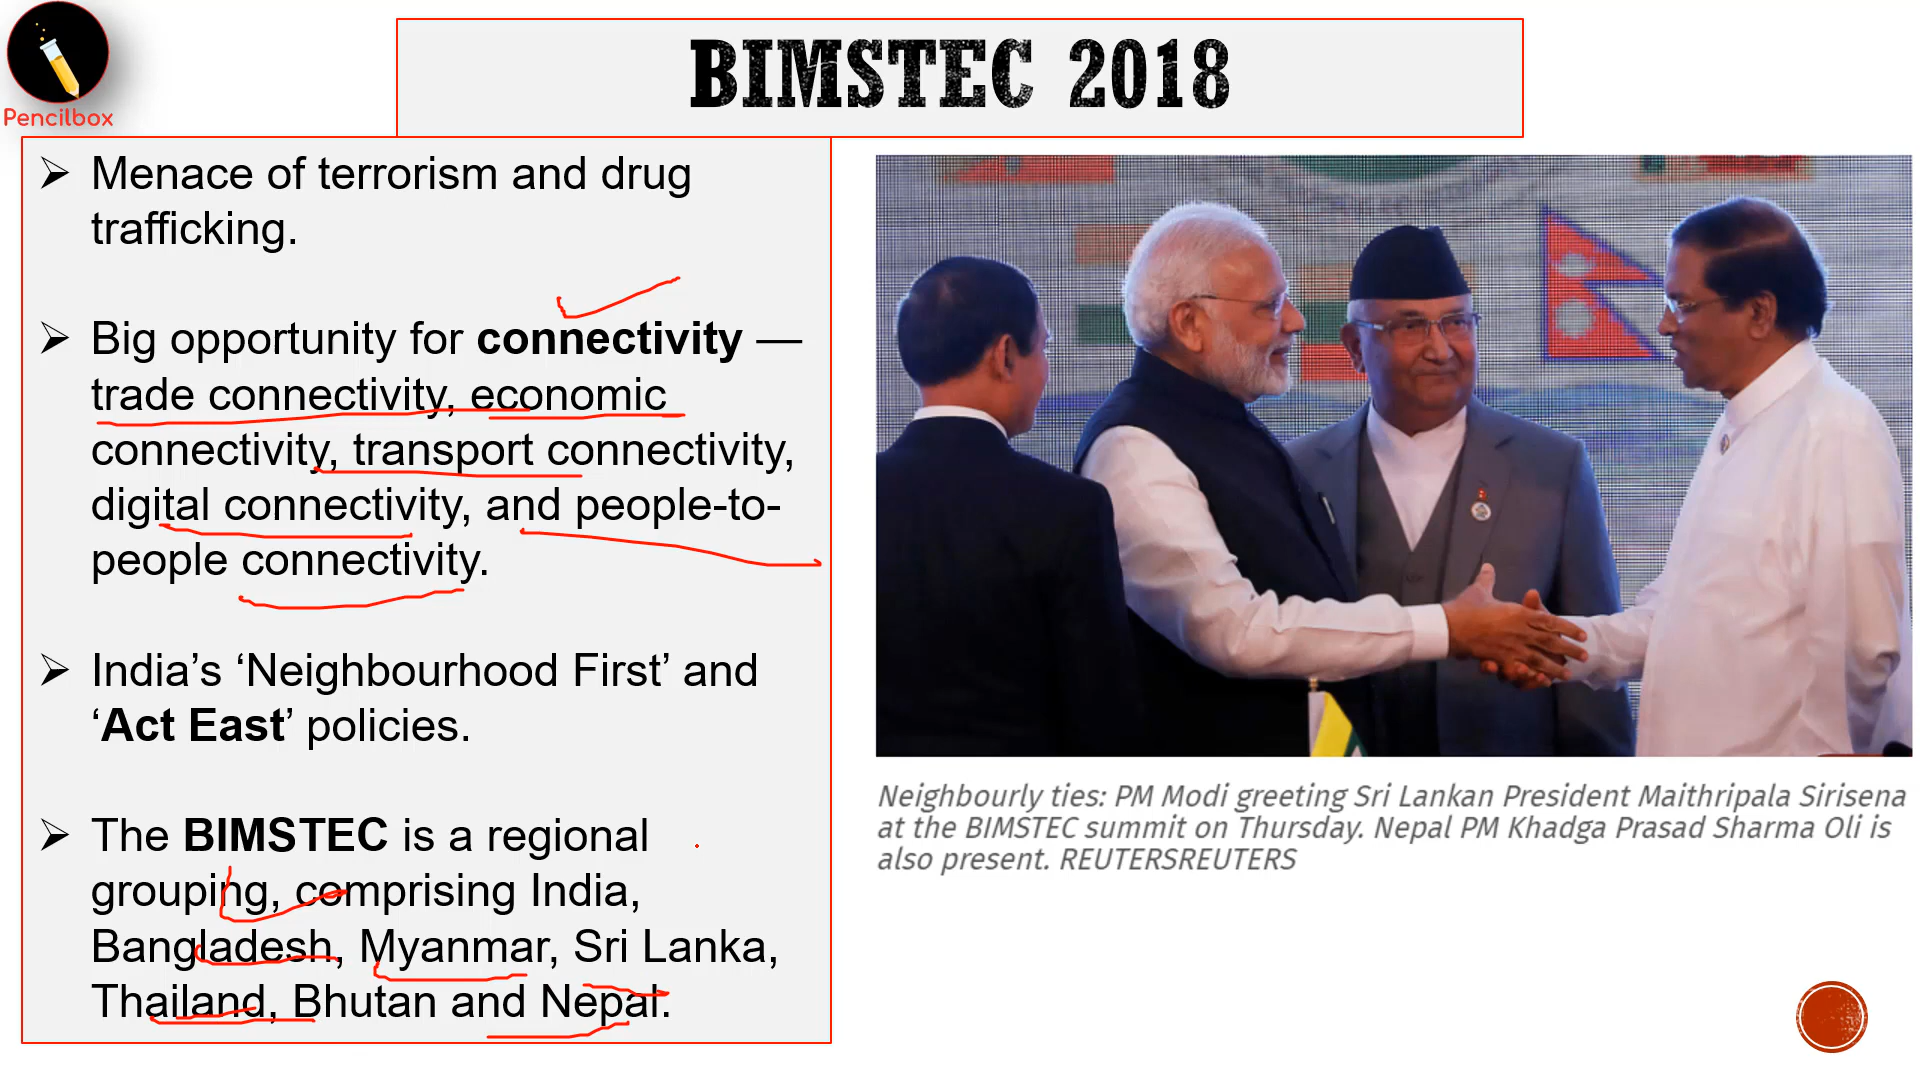 Pencilbox
BIMSTEC 2018
➢ Menace of terrorism and drug
trafficking.
➢ Big opportunity for connectivity —
trade connectivity, economic
connectivity, transport connectivity,
digital connectivity, and people-to-
people connectivity.
➢ India’s ‘Neighbourhood First’ and
‘Act East’ policies.
➢ The BIMSTEC is a regional
grouping, comprising India,
Bangladesh, Myanmar, Sri Lanka,
Thailand, Bhutan and Nepal.
Neighbourly ties: PM Modi greeting Sri Lankan President Maithripala Sirisena
at the BIMSTEC summit on Thursday. Nepal PM Khadga Prasad Sharma Oli is
also present. REUTERSREUTERS